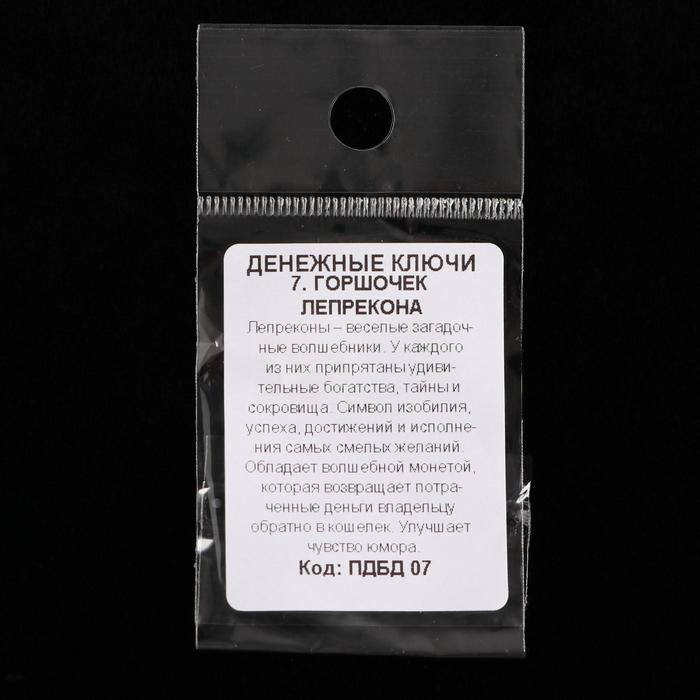 ДЕНЕЖНЫЕ КЛЮЧИ
7. ГОРШОЧЕК
ЛЕПРЕКОНА
Лепреконы – веселые загадоч-
ные волшебники. У каждого
из них припрятаны удиви-
тельные богатства, тайны и
сокровища. Символ изобилия,
успеха, достижений и исполне-
ния самых смелых желаний.
Обладает волшебной монетой,
которая возвращает потра-
ченные деньги владельцу
обратно в кошелек. Улучшает
чувство юмора.
Код: ПДБД 07